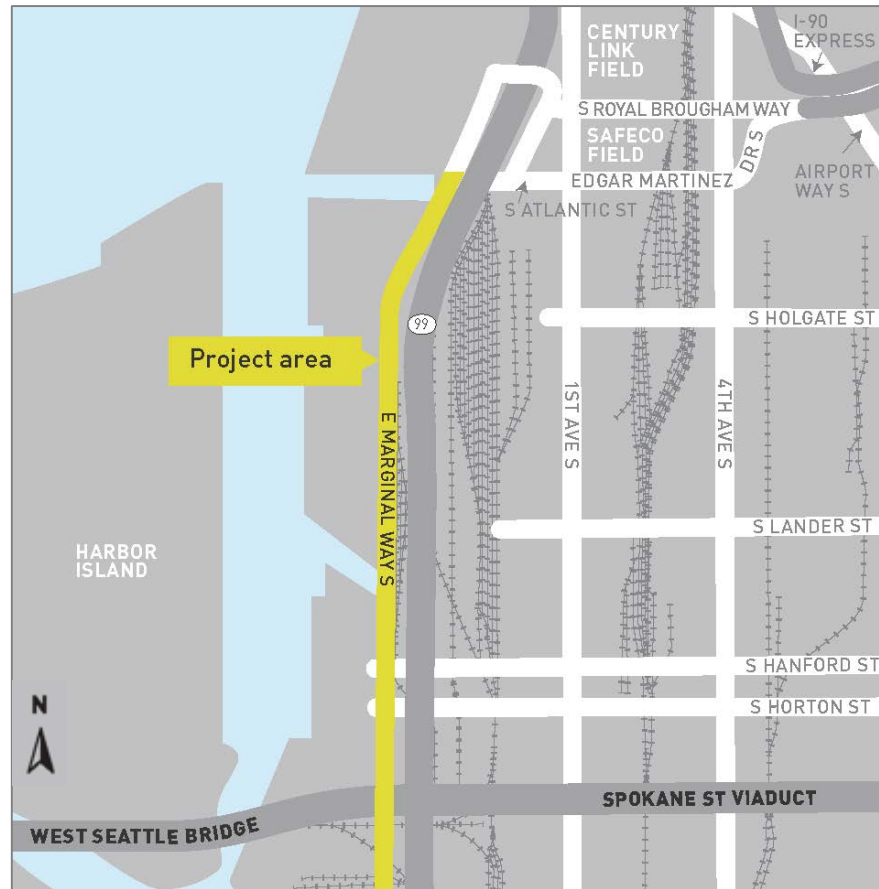 CENTURY
LINK
FIELD
I-90
EXPRESS
S ROYAL BROUGHAM WAY
SAFECO
FIELD
EDGAR MARTINEZ DR S
AIRPORT
WAY S
S ATLANTIC ST
99
S HOLGATE ST
Project area
1ST AVE S
4TH AVE S
E MARGINAL WAY S
S LANDER ST
HARBOR
ISLAND
S HANFORD ST
N
S HORTON ST
SPOKANE ST VIADUCT
WEST SEATTLE BRIDGE